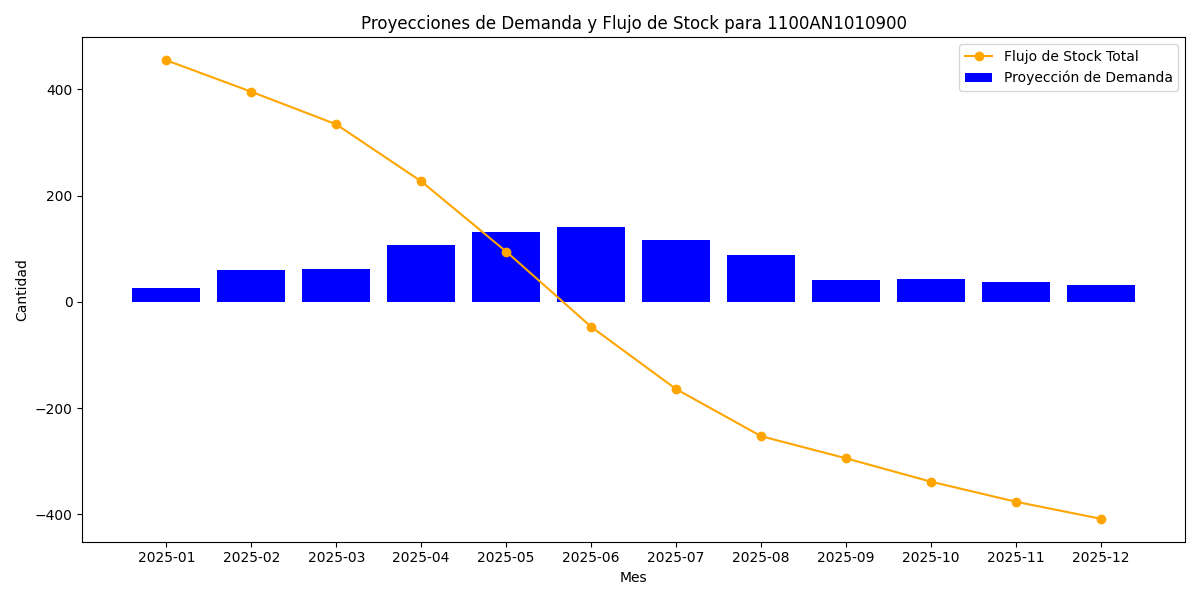 Proyecciones de Demanda y Flujo de Stock para 1100AN1010900
Flujo de Stock Total
Proyección de Demanda
Cantidad
400
200
0
−200
−400
2025-01 2025-02 2025-03 2025-04 2025-05 2025-06 2025-07 2025-08 2025-09 2025-10 2025-11 2025-12
Mes